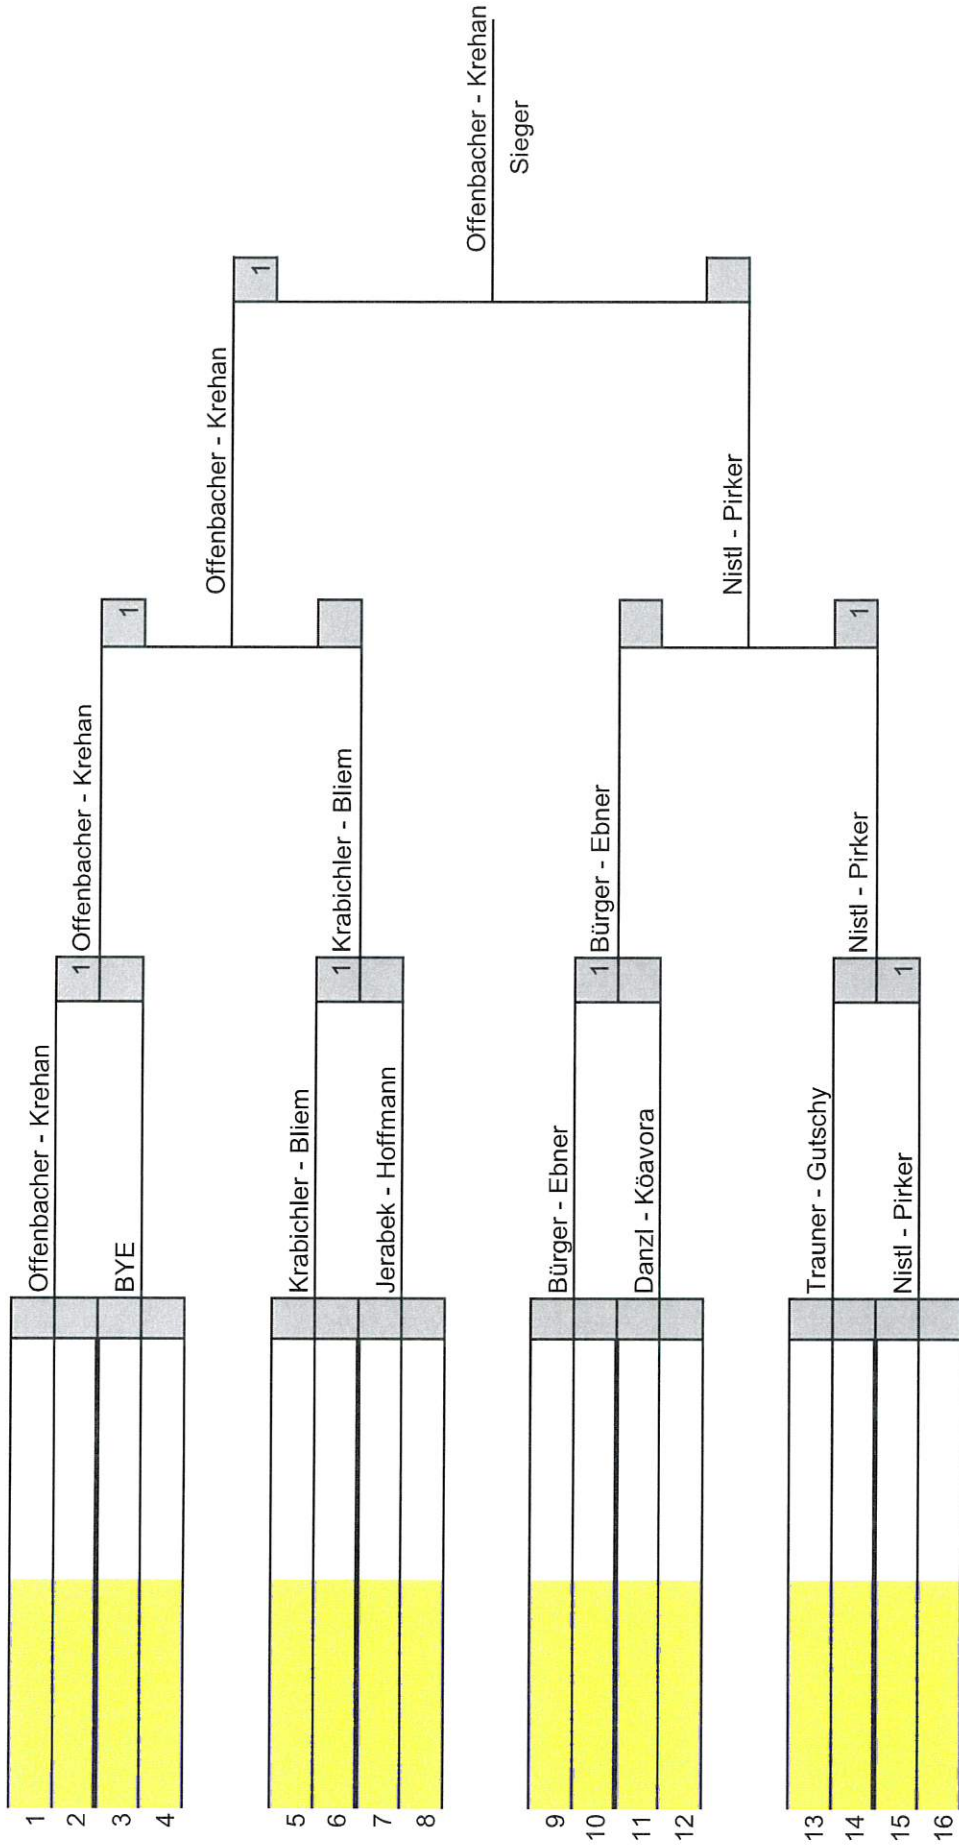 1
2
3
4
5
6
7
8
9
10
11
12
13
14
15
16
Offenbacher - Krehan
BYE
Krabichler - Bliem
Jerabek - Hoffmann
Bürger - Ebner
Danzl - Köavora
Trauner - Gutschy
Nistl - Pirker
1
1
1
1
Offenbacher - Krehan
Krabichler - Bliem
Bürger - Ebner
Nistl - Pirker
1
1
Offenbacher - Krehan
Nistl - Pirker
1
Offenbacher - Krehan
Sieger